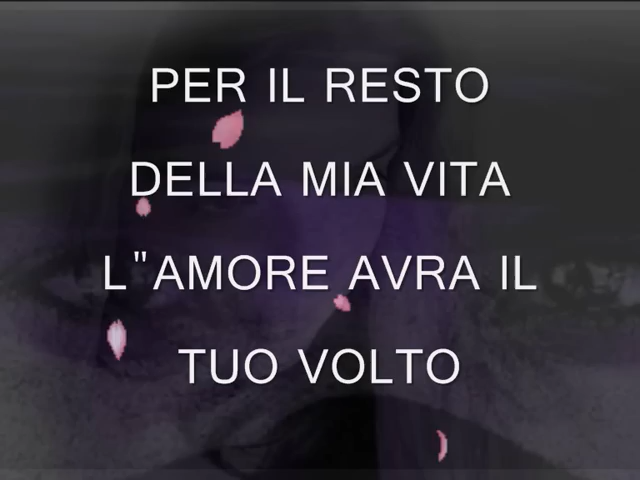 PER IL RESTO
DELLA MIA VITA
L"AMORE AVRA IL
TUO VOLTO